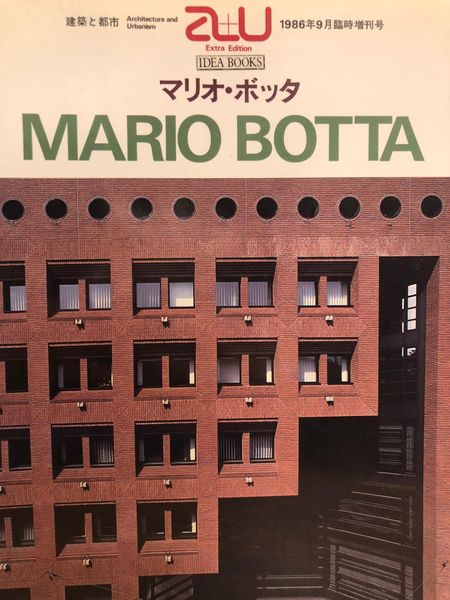 建築と都市 Architecture and Urbanism a+u 1986年9月臨時増刊号
Extra Edition
IDEA BOOKS
マリオ・ボッタ
MARIO BOTTA